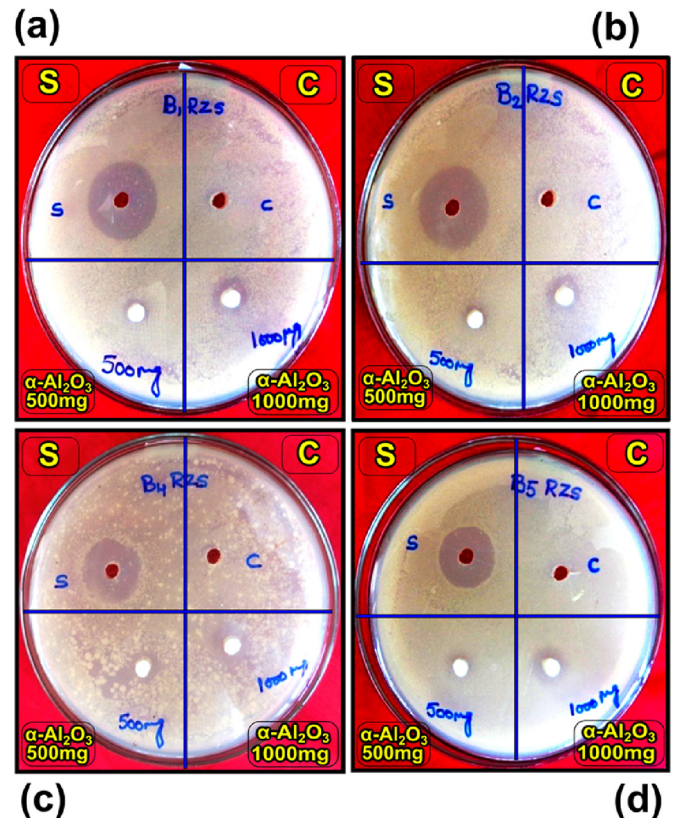 (a)
(b)
S
C
B1 RZS
S
C
500mg
1000mg
α-Al₂O₃
500mg
α-Al₂O₃
1000mg
S
C
B2 RZS
S
C
500mg
1000mg
α-Al₂O₃
500mg
α-Al₂O₃
1000mg
S
C
B4 RZS
S
C
500mg
1000mg
α-Al₂O₃
500mg
α-Al₂O₃
1000mg
S
C
B5 RZS
S
C
500mg
1000mg
α-Al₂O₃
500mg
α-Al₂O₃
1000mg
(c)
(d)